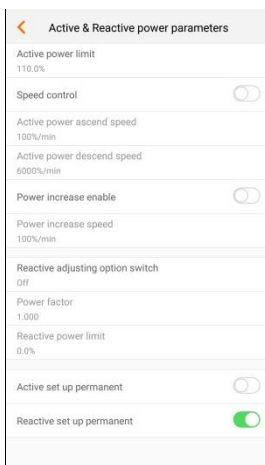 Active & Reactive power parameters
Active power limit
110.0%
Speed control
Active power ascend speed
100%/min
Active power descend speed
6000%/min
Power increase enable
Power increase speed
100%/min
Reactive adjusting option switch
Off
Power factor
1.000
Reactive power limit
0.0%
Active set up permanent
Reactive set up permanent